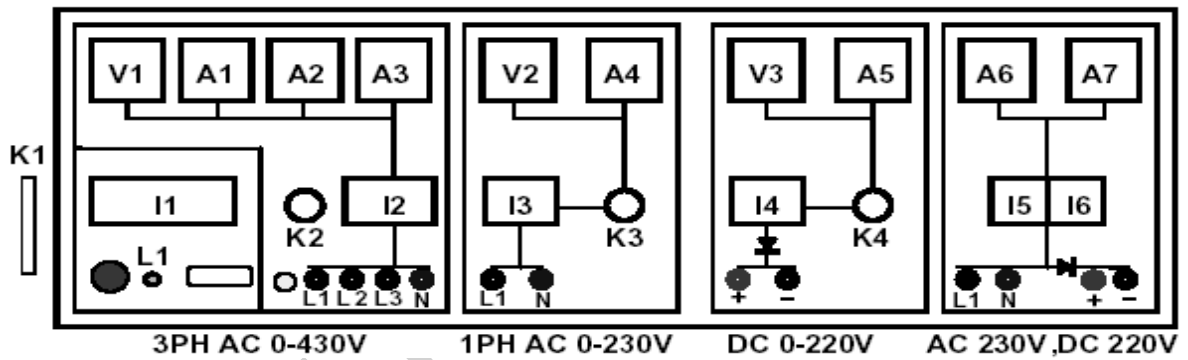 V1 A1 A2 A3 V2 A4 V3 A5 A6 A7
K1
I1 I2 I3 I4 I5 I6
K2 K3 K4
L1
L1 L2 L3 N L1 N + - L1 N + -
3PH AC 0-430V 1PH AC 0-230V DC 0-220V AC 230V ,DC 220V